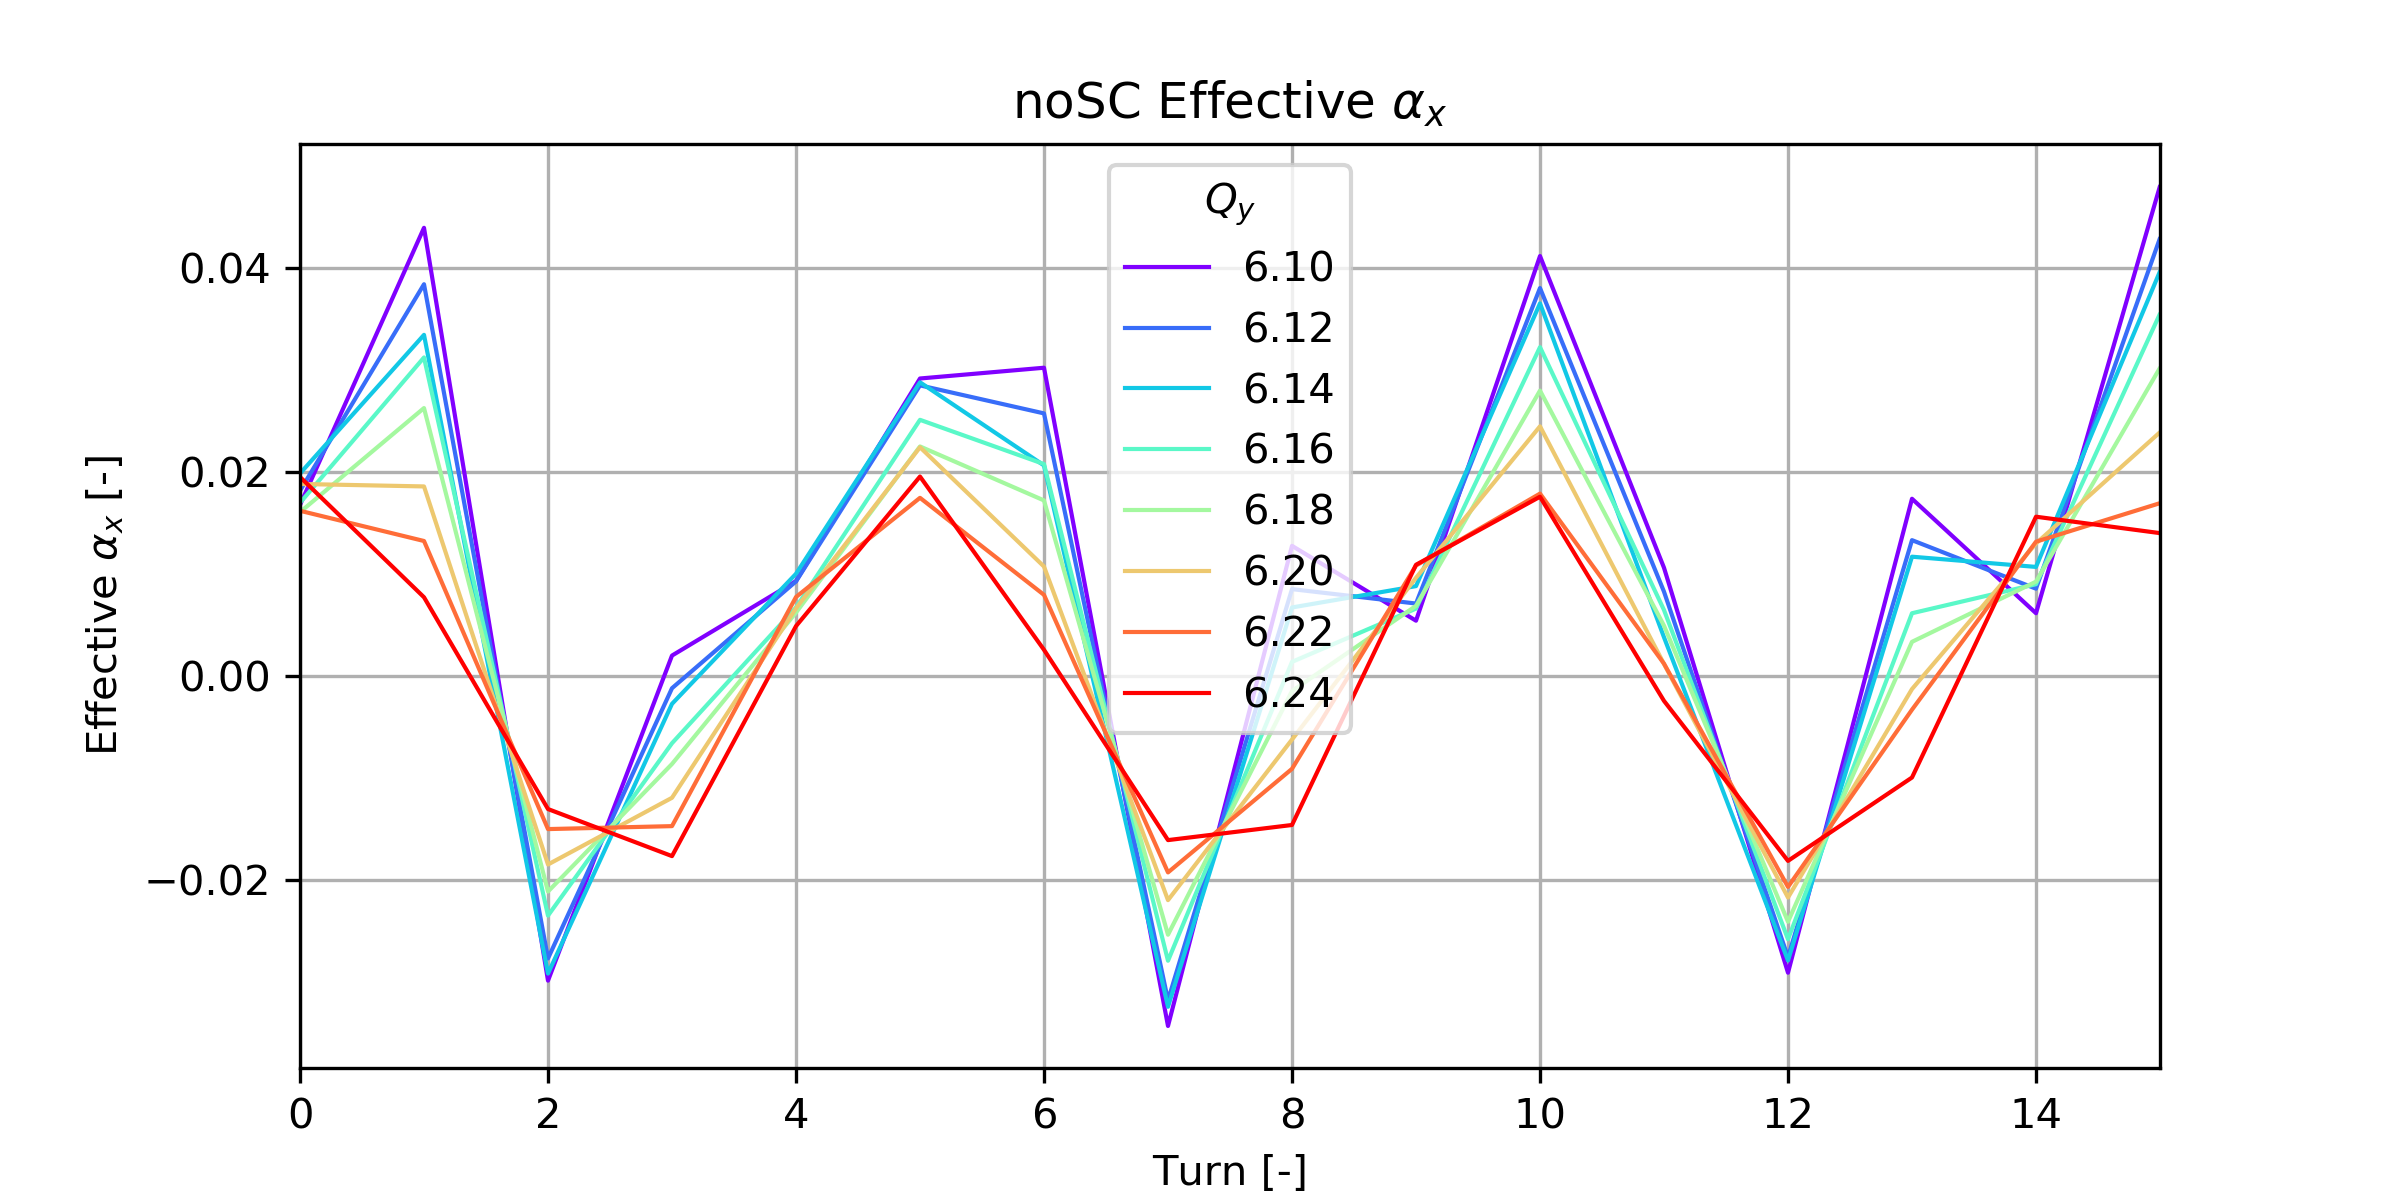 noSC Effective αx
Effective αx [-]
0.04
0.02
0.00
−0.02
Qy
6.10
6.12
6.14
6.16
6.18
6.20
6.22
6.24
0 2 4 6 8 10 12 14
Turn [-]